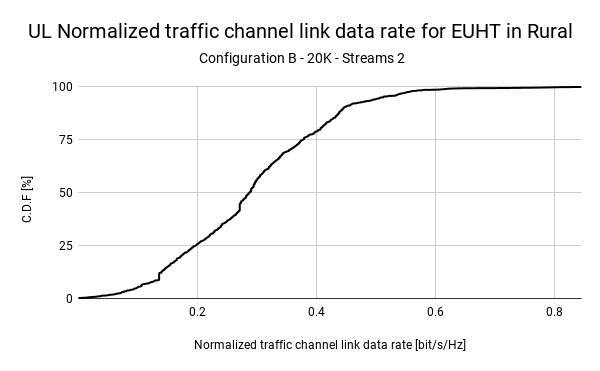 UL Normalized traffic channel link data rate for EUHT in Rural
Configuration B - 20K - Streams 2
100
75
50
25
0
C.D.F [%]
0.2 0.4 0.6 0.8
Normalized traffic channel link data rate [bit/s/Hz]